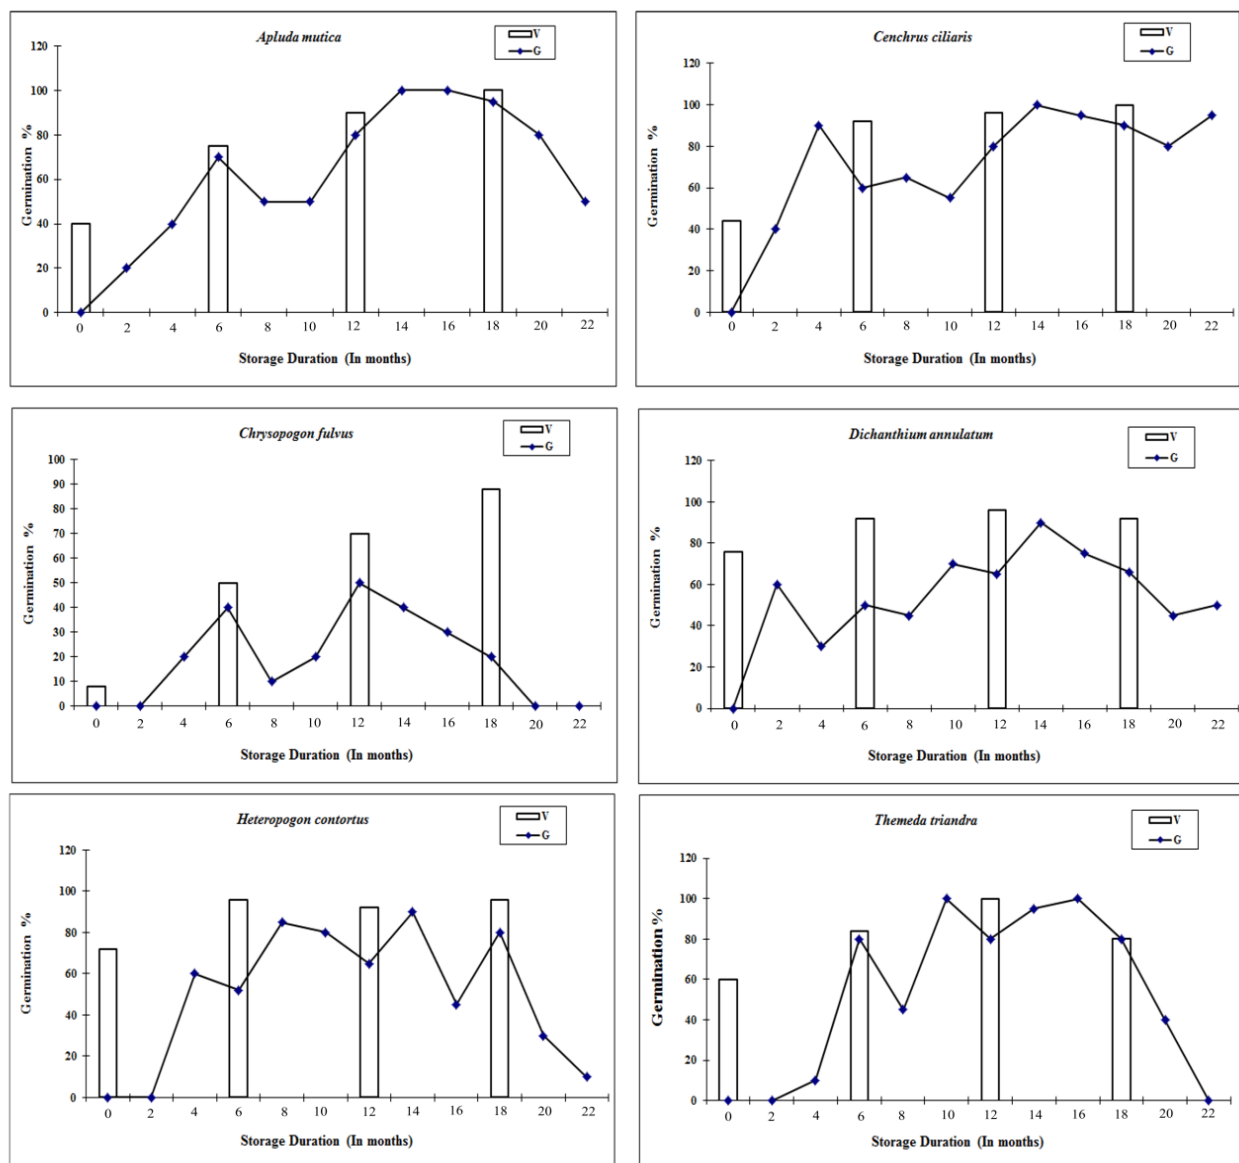 Apluda mutica
V
G
Germination %
120
100
80
60
40
20
0
0 2 4 6 8 10 12 14 16 18 20 22
Storage Duration (In months)
Cenchrus ciliaris
V
G
Germination %
120
100
80
60
40
20
0
0 2 4 6 8 10 12 14 16 18 20 22
Storage Duration (In months)
Chrysopogon fulvus
V
G
Germination %
100
90
80
70
60
50
40
30
20
10
0
0 2 4 6 8 10 12 14 16 18 20 22
Storage Duration (In months)
Dichanthium annulatum
V
G
Germination %
120
100
80
60
40
20
0
0 2 4 6 8 10 12 14 16 18 20 22
Storage Duration (In months)
Heteropogon contortus
V
G
Germination %
120
100
80
60
40
20
0
0 2 4 6 8 10 12 14 16 18 20 22
Storage Duration (In months)
Themeda triandra
V
G
Germination %
120
100
80
60
40
20
0
0 2 4 6 8 10 12 14 16 18 20 22
Storage Duration (In months)